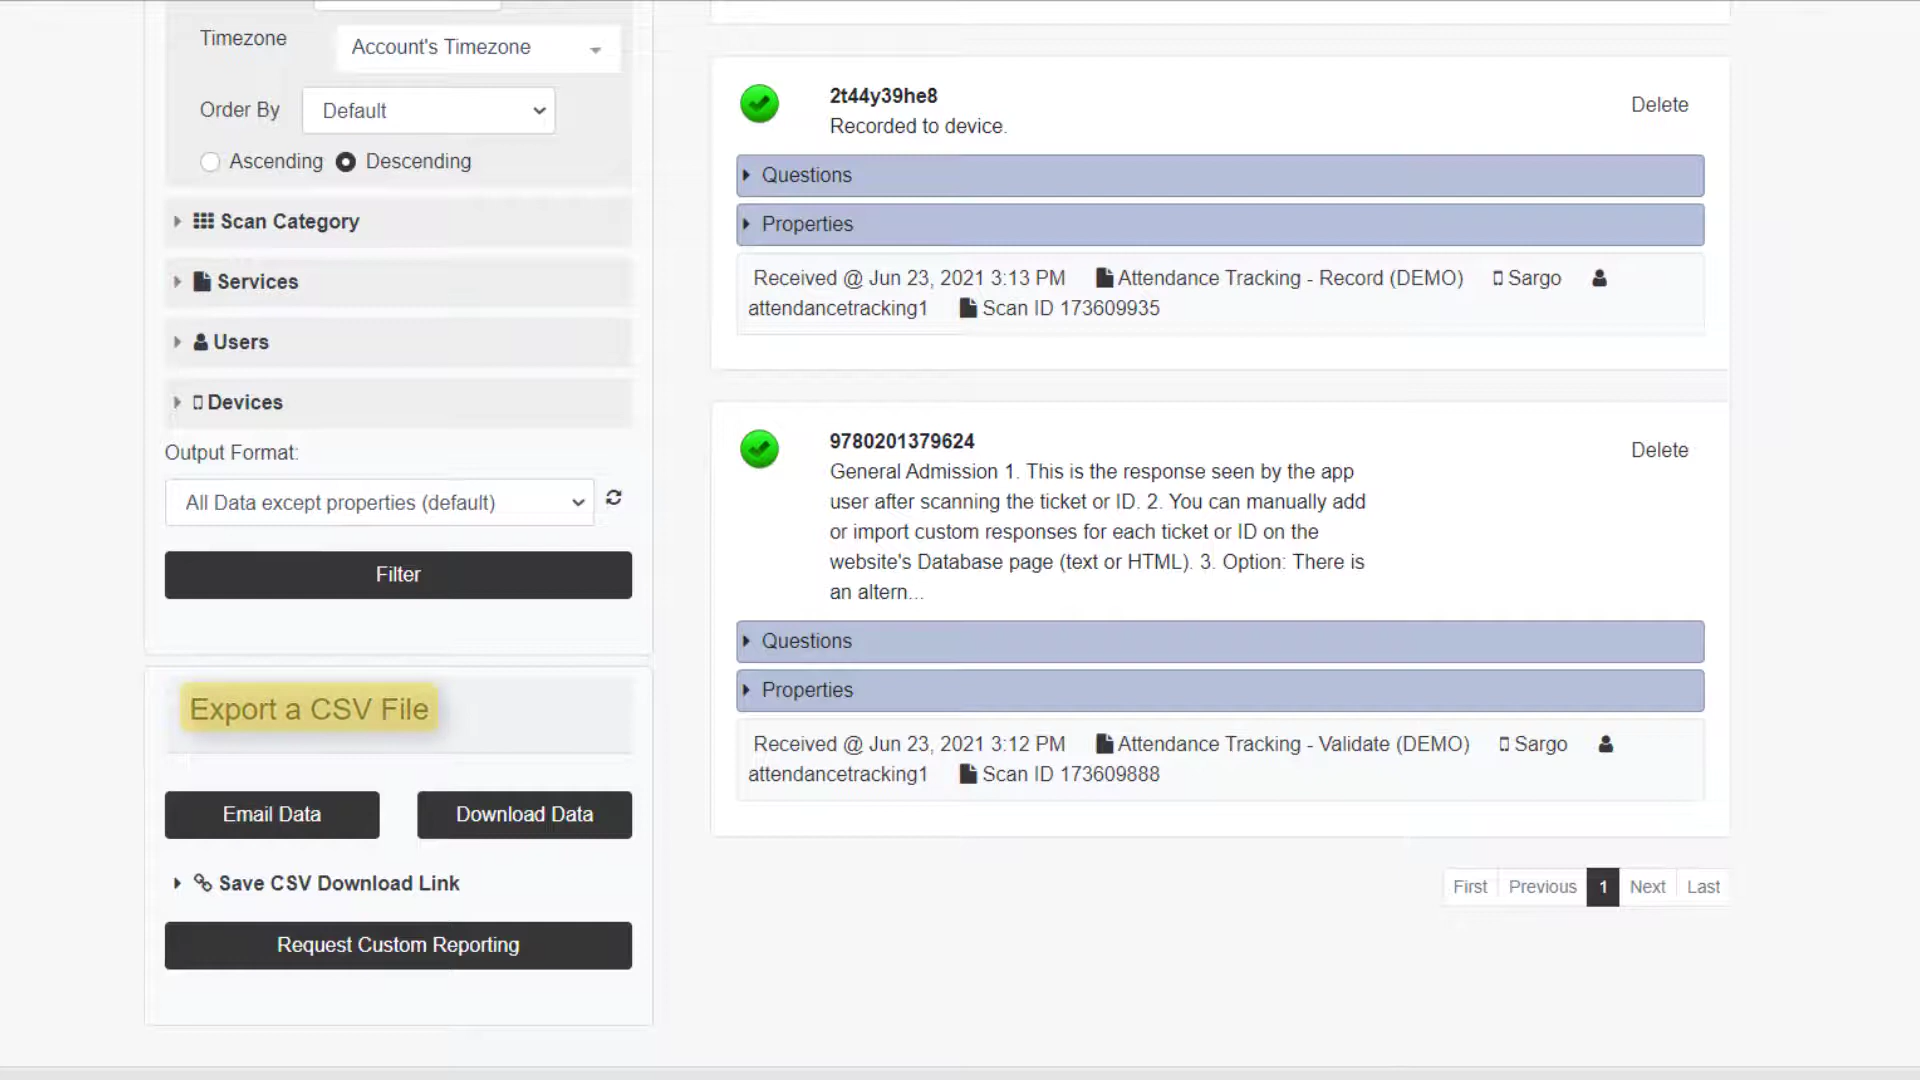 Timezone
Account's Timezone
Order By
Default
Ascending
Descending
Scan Category
Services
Users
Devices
Output Format:
All Data except properties (default)
Filter
Export a CSV File
Email Data
Download Data
Save CSV Download Link
Request Custom Reporting
2t44y39he8
Delete
Recorded to device.
Questions
Properties
Received @ Jun 23, 2021 3:13 PM Attendance Tracking - Record (DEMO) Sargo
attendancetracking1 Scan ID 173609935
9780201379624
Delete
General Admission 1. This is the response seen by the app
user after scanning the ticket or ID. 2. You can manually add
or import custom responses for each ticket or ID on the
website's Database page (text or HTML). 3. Option: There is
an altern...
Questions
Properties
Received @ Jun 23, 2021 3:12 PM Attendance Tracking - Validate (DEMO) Sargo
attendancetracking1 Scan ID 173609888
First Previous 1 Next Last